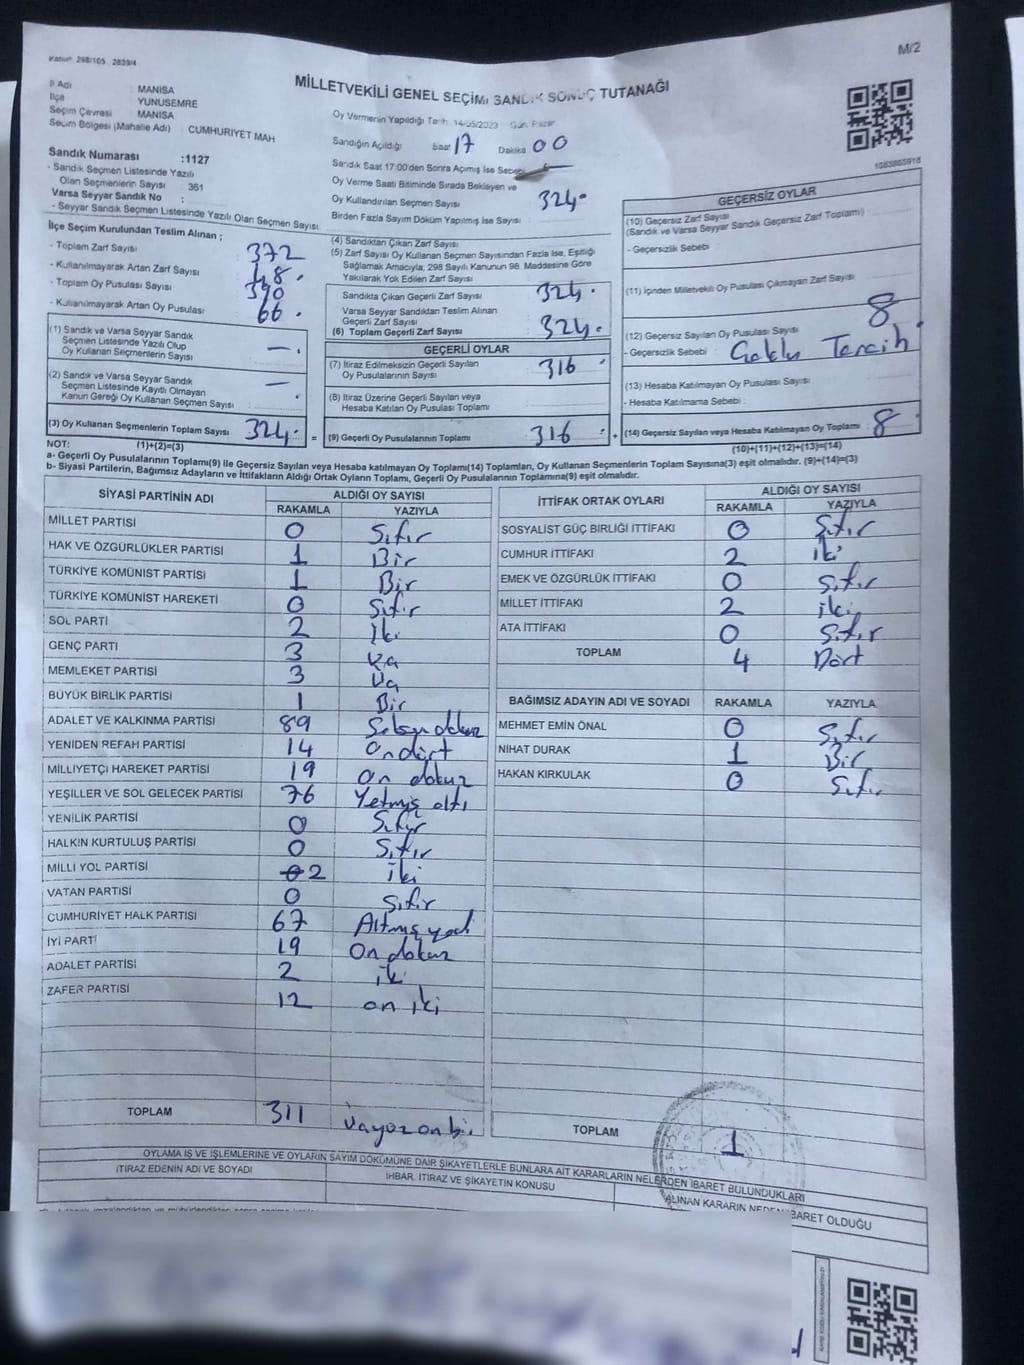 Kanun: 298/105, 2839/4
M/2
MİLLETVEKİLİ GENEL SEÇİMİ SANDIK SONUÇ TUTANAĞI
İl Adı : MANİSA
İlçe : YUNUSEMRE
Seçim Çevresi : MANİSA
Seçim Bölgesi (Mahalle Adı) : CUMHURİYET MAH
Oy Vermenin Yapıldığı Tarih: 14/05/2023 Gün: Pazar
Sandığın Açıldığı Saat 17 Dakika 00
Sandık Saat 17:00'den Sonra Açılmış İse Sebebi
Oy Verme Saati Bitiminde Sırada Bekleyen ve
Oy Kullandırılan Seçmen Sayısı 324
Birden Fazla Sayım Döküm Yapılmış İse Sayısı
1083805918
Sandık Numarası :1127
- Sandık Seçmen Listesinde Yazılı
Olan Seçmenlerin Sayısı : 361
Varsa Seyyar Sandık No :
- Seyyar Sandık Seçmen Listesinde Yazılı Olan Seçmen Sayısı
İlçe Seçim Kurulundan Teslim Alınan ;
- Toplam Zarf Sayısı : 372
- Kullanılmayarak Artan Zarf Sayısı : 48
- Toplam Oy Pusulası Sayısı : 390
- Kullanılmayarak Artan Oy Pusulası : 66
(1) Sandık ve Varsa Seyyar Sandık
Seçmen Listesinde Yazılı Olup
Oy Kullanan Seçmenlerin Sayısı —
(2) Sandık ve Varsa Seyyar Sandık
Seçmen Listesinde Kayıtlı Olmayan
Kanun Gereği Oy Kullanan Seçmen Sayısı —
(3) Oy Kullanan Seçmenlerin Toplam Sayısı 324
(4) Sandıktan Çıkan Zarf Sayısı
(5) Zarf Sayısı Oy Kullanan Seçmen Sayısından Fazla İse, Eşitliği
Sağlamak Amacıyla; 298 Sayılı Kanunun 98. Maddesine Göre
Yakılarak Yok Edilen Zarf Sayısı
Sandıkta Çıkan Geçerli Zarf Sayısı 324
Varsa Seyyar Sandıktan Teslim Alınan
Geçerli Zarf Sayısı
(6) Toplam Geçerli Zarf Sayısı 324
GEÇERLİ OYLAR
(7) İtiraz Edilmeksizin Geçerli Sayılan
Oy Pusulalarının Sayısı 316
(8) İtiraz Üzerine Geçerli Sayılan veya
Hesaba Katılan Oy Pusulası Toplamı
= (9) Geçerli Oy Pusulalarının Toplamı 316
GEÇERSİZ OYLAR
(10) Geçersiz Zarf Sayısı
(Sandık ve Varsa Seyyar Sandık Geçersiz Zarf Toplamı)
- Geçersizlik Sebebi
(11) İçinden Milletvekili Oy Pusulası Çıkmayan Zarf Sayısı
(12) Geçersiz Sayılan Oy Pusulası Sayısı 8
- Geçersizlik Sebebi Çoklu Tercih
(13) Hesaba Katılmayan Oy Pusulası Sayısı
- Hesaba Katılmama Sebebi :
+ (14) Geçersiz Sayılan veya Hesaba Katılmayan Oy Toplamı 8
NOT: (1)+(2)=(3)
(10)+(11)+(12)+(13)=(14)
a- Geçerli Oy Pusulalarının Toplamı(9) ile Geçersiz Sayılan veya Hesaba katılmayan Oy Toplamı(14) Toplamları, Oy Kullanan Seçmenlerin Toplam Sayısına(3) eşit olmalıdır. (9)+(14)=(3)
b- Siyasi Partilerin, Bağımsız Adayların ve İttifakların Aldığı Ortak Oyların Toplamı, Geçerli Oy Pusulalarının Toplamına(9) eşit olmalıdır.
SİYASİ PARTİNİN ADI
ALDIĞI OY SAYISI
RAKAMLA YAZIYLA
MİLLET PARTİSİ 0 Sıfır
HAK VE ÖZGÜRLÜKLER PARTİSİ 1 Bir
TÜRKİYE KOMÜNİST PARTİSİ 1 Bir
TÜRKİYE KOMÜNİST HAREKETİ 0 Sıfır
SOL PARTİ 2 İki
GENÇ PARTİ 3 Üç
MEMLEKET PARTİSİ 3 Üç
BÜYÜK BİRLİK PARTİSİ 1 Bir
ADALET VE KALKINMA PARTİSİ 89 Seksen dokuz
YENİDEN REFAH PARTİSİ 14 On dört
MİLLİYETÇİ HAREKET PARTİSİ 19 On dokuz
YEŞİLLER VE SOL GELECEK PARTİSİ 76 Yetmiş altı
YENİLİK PARTİSİ 0 Sıfır
HALKIN KURTULUŞ PARTİSİ 0 Sıfır
MİLLİ YOL PARTİSİ 2 iki
VATAN PARTİSİ 0 Sıfır
CUMHURİYET HALK PARTİSİ 67 Altmış yedi
İYİ PARTİ 19 On dokuz
ADALET PARTİSİ 2 iki
ZAFER PARTİSİ 12 on iki
TOPLAM 311 üçyüz onbir
İTTİFAK ORTAK OYLARI
ALDIĞI OY SAYISI
RAKAMLA YAZIYLA
SOSYALİST GÜÇ BİRLİĞİ İTTİFAKI 0 Sıfır
CUMHUR İTTİFAKI 2 iki
EMEK VE ÖZGÜRLÜK İTTİFAKI 0 Sıfır
MİLLET İTTİFAKI 2 iki
ATA İTTİFAKI 0 Sıfır
TOPLAM 4 Dört
BAĞIMSIZ ADAYIN ADI VE SOYADI RAKAMLA YAZIYLA
MEHMET EMİN ÖNAL 0 Sıfır
NİHAT DURAK 1 Bir
HAKAN KIRKULAK 0 Sıfır
TOPLAM 1
OYLAMA İŞ VE İŞLEMLERİNE VE OYLARIN SAYIM DÖKÜMÜNE DAİR ŞİKAYETLERLE BUNLARA AİT KARARLARIN NELERDEN İBARET BULUNDUKLARI
İTİRAZ EDENİN ADI VE SOYADI
İHBAR, İTİRAZ VE ŞİKAYETİN KONUSU
ALINAN KARARIN NEDEN İBARET OLDUĞU